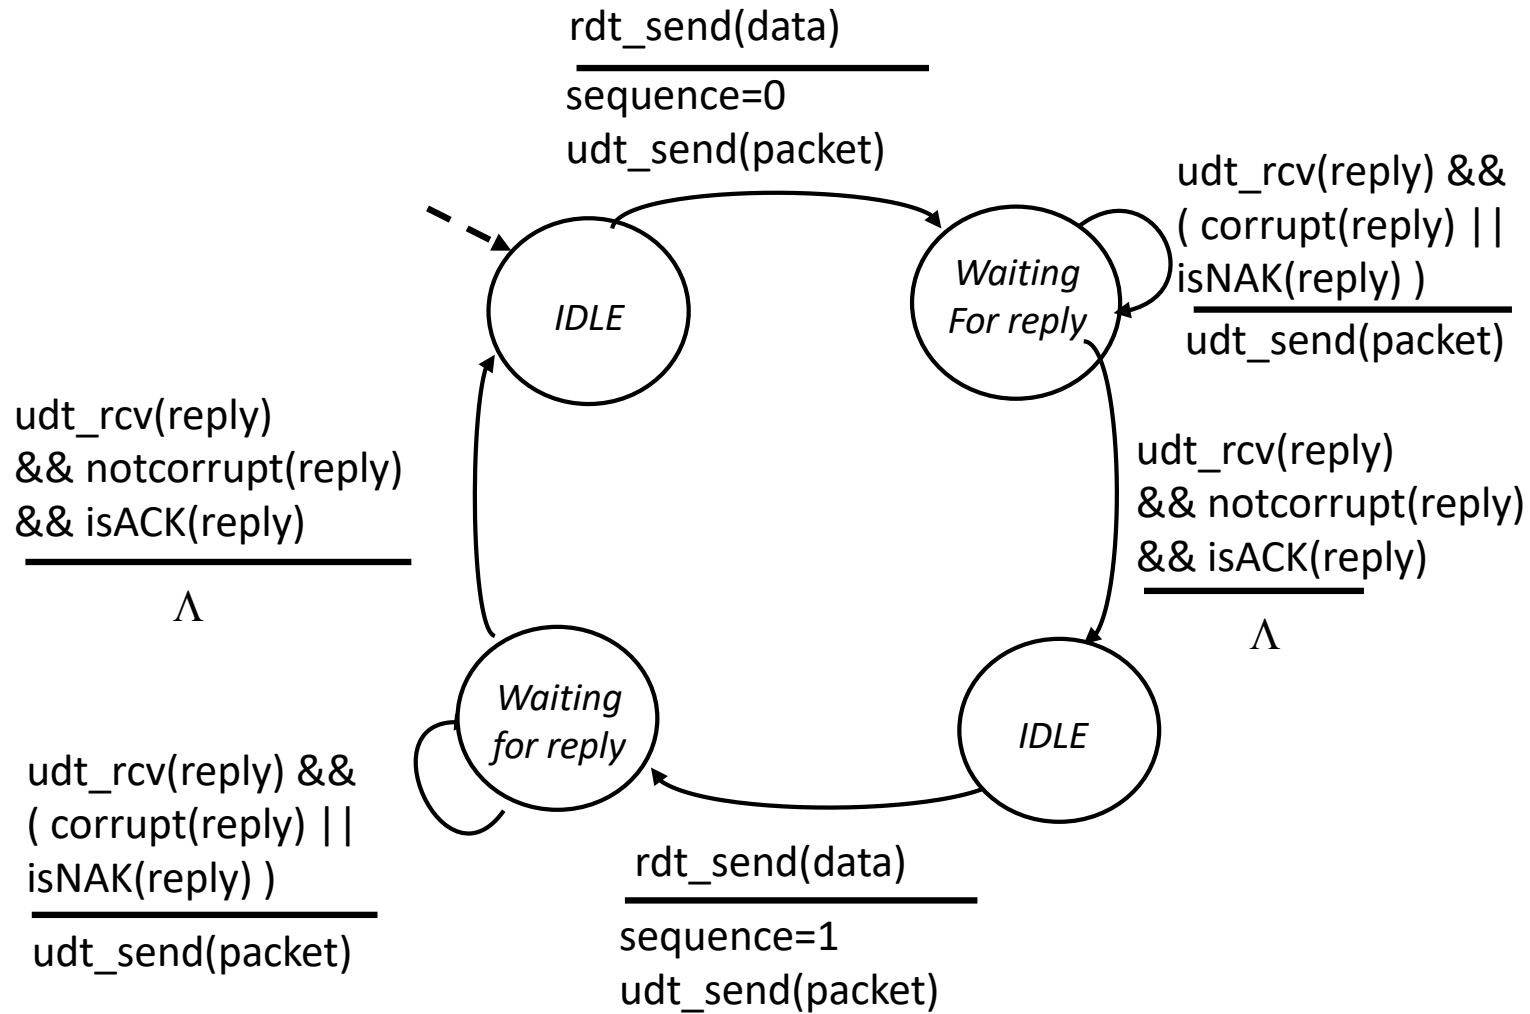 rdt_send(data)
sequence=0
udt_send(packet)
udt_rcv(reply) &&
( corrupt(reply) ||
isNAK(reply) )
udt_send(packet)
IDLE
Waiting
For reply
udt_rcv(reply)
&& notcorrupt(reply)
&& isACK(reply)
Λ
udt_rcv(reply)
&& notcorrupt(reply)
&& isACK(reply)
Λ
Waiting
for reply
IDLE
udt_rcv(reply) &&
( corrupt(reply) ||
isNAK(reply) )
udt_send(packet)
rdt_send(data)
sequence=1
udt_send(packet)